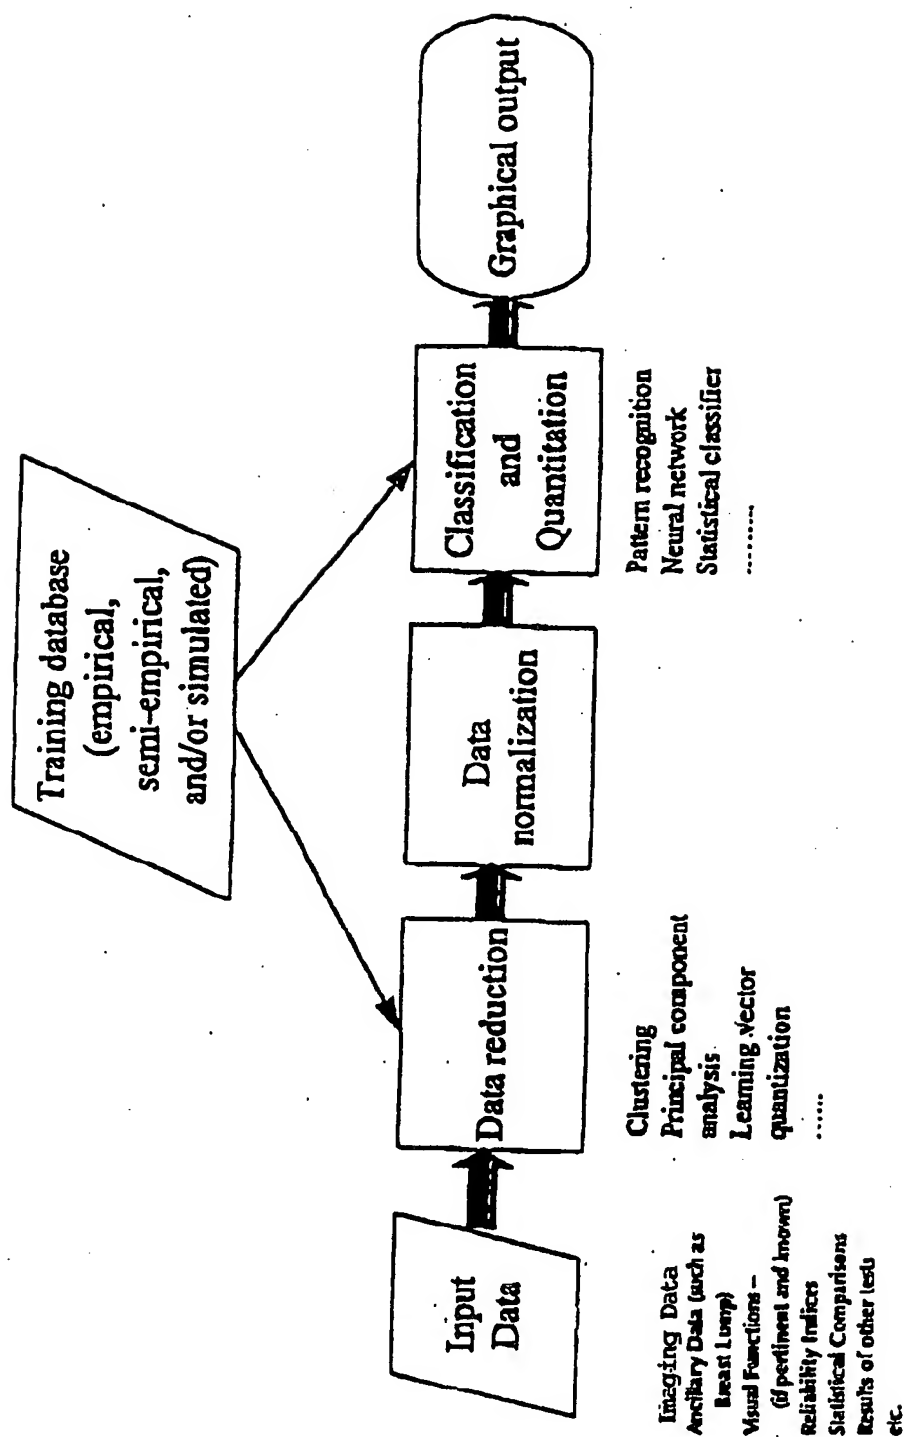 Training database
(empirical,
semi-empirical,
and/or simulated)
Input
Data
Data reduction
Data
normalization
Classification
and
Quantitation
Graphical output
Imaging Data
Ancillary Data (such as
Breast Lump)
Visual Functions –
(if pertinent and known)
Reliability Indices
Statistical Comparisons
Results of other tests
etc.
Clustering
Principal component
analysis
Learning Vector
quantization
......
Pattern recognition
Neural network
Statistical classifier
........